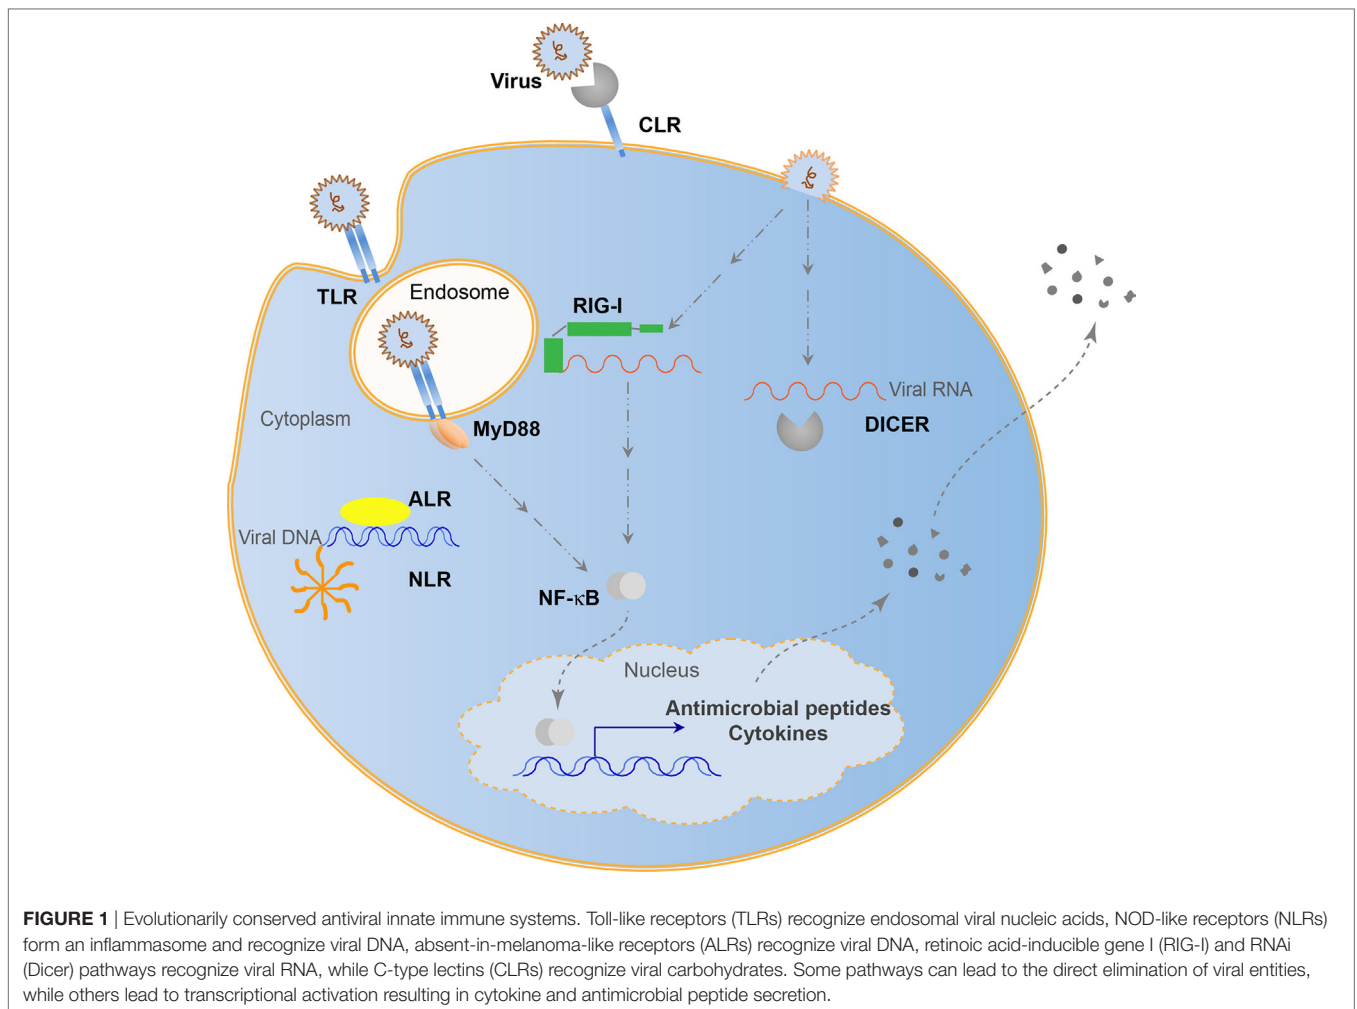 Virus
CLR
TLR
Endosome
RIG-I
Viral RNA
DICER
Cytoplasm
MyD88
ALR
Viral DNA
NLR
NF-κB
Nucleus
Antimicrobial peptides
Cytokines
FIGURE 1 | Evolutionarily conserved antiviral innate immune systems. Toll-like receptors (TLRs) recognize endosomal viral nucleic acids, NOD-like receptors (NLRs)
form an inflammasome and recognize viral DNA, absent-in-melanoma-like receptors (ALRs) recognize viral DNA, retinoic acid-inducible gene I (RIG-I) and RNAi
(Dicer) pathways recognize viral RNA, while C-type lectins (CLRs) recognize viral carbohydrates. Some pathways can lead to the direct elimination of viral entities,
while others lead to transcriptional activation resulting in cytokine and antimicrobial peptide secretion.